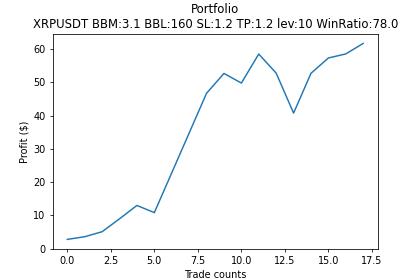 Portfolio
XRPUSDT BBM:3.1 BBL:160 SL:1.2 TP:1.2 lev:10 WinRatio:78.0
60
50
40
30
20
10
0
Profit ($)
0.0 2.5 5.0 7.5 10.0 12.5 15.0 17.5
Trade counts